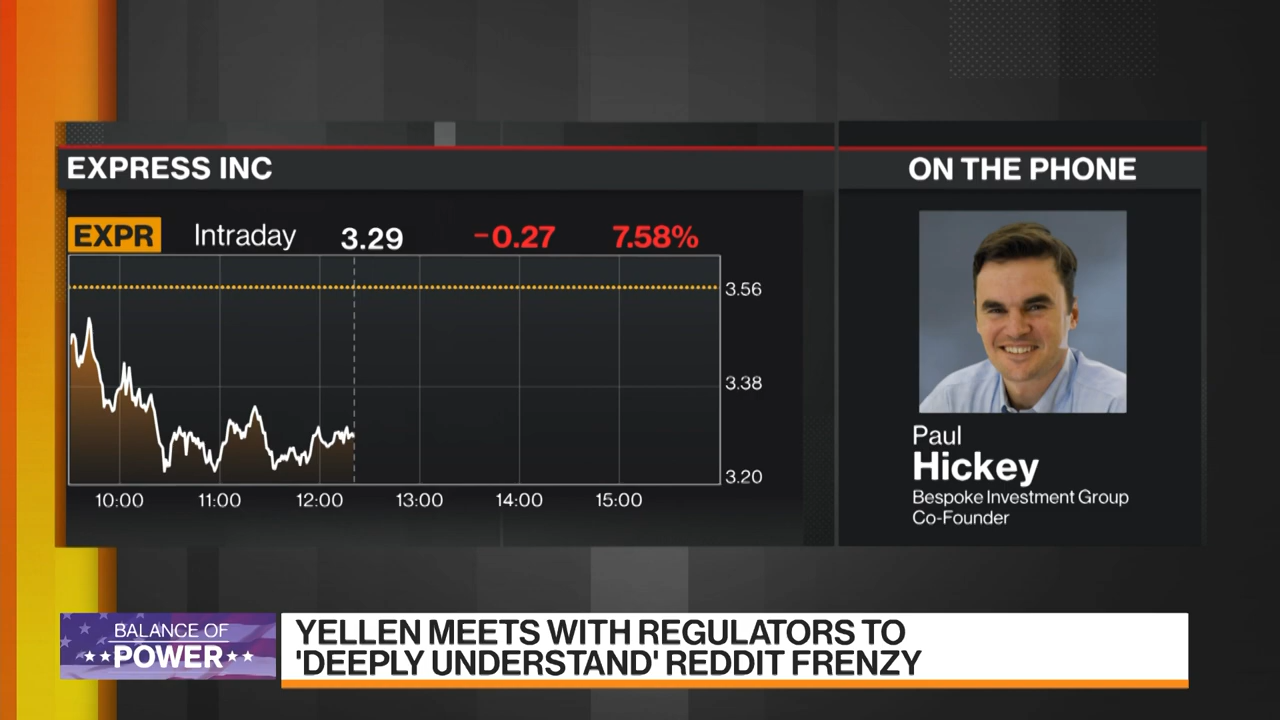 EXPRESS INC
EXPR Intraday 3.29 −0.27 7.58%
3.56
3.38
3.20
10:00 11:00 12:00 13:00 14:00 15:00
ON THE PHONE
Paul
Hickey
Bespoke Investment Group
Co-Founder
BALANCE OF
POWER
YELLEN MEETS WITH REGULATORS TO
'DEEPLY UNDERSTAND' REDDIT FRENZY